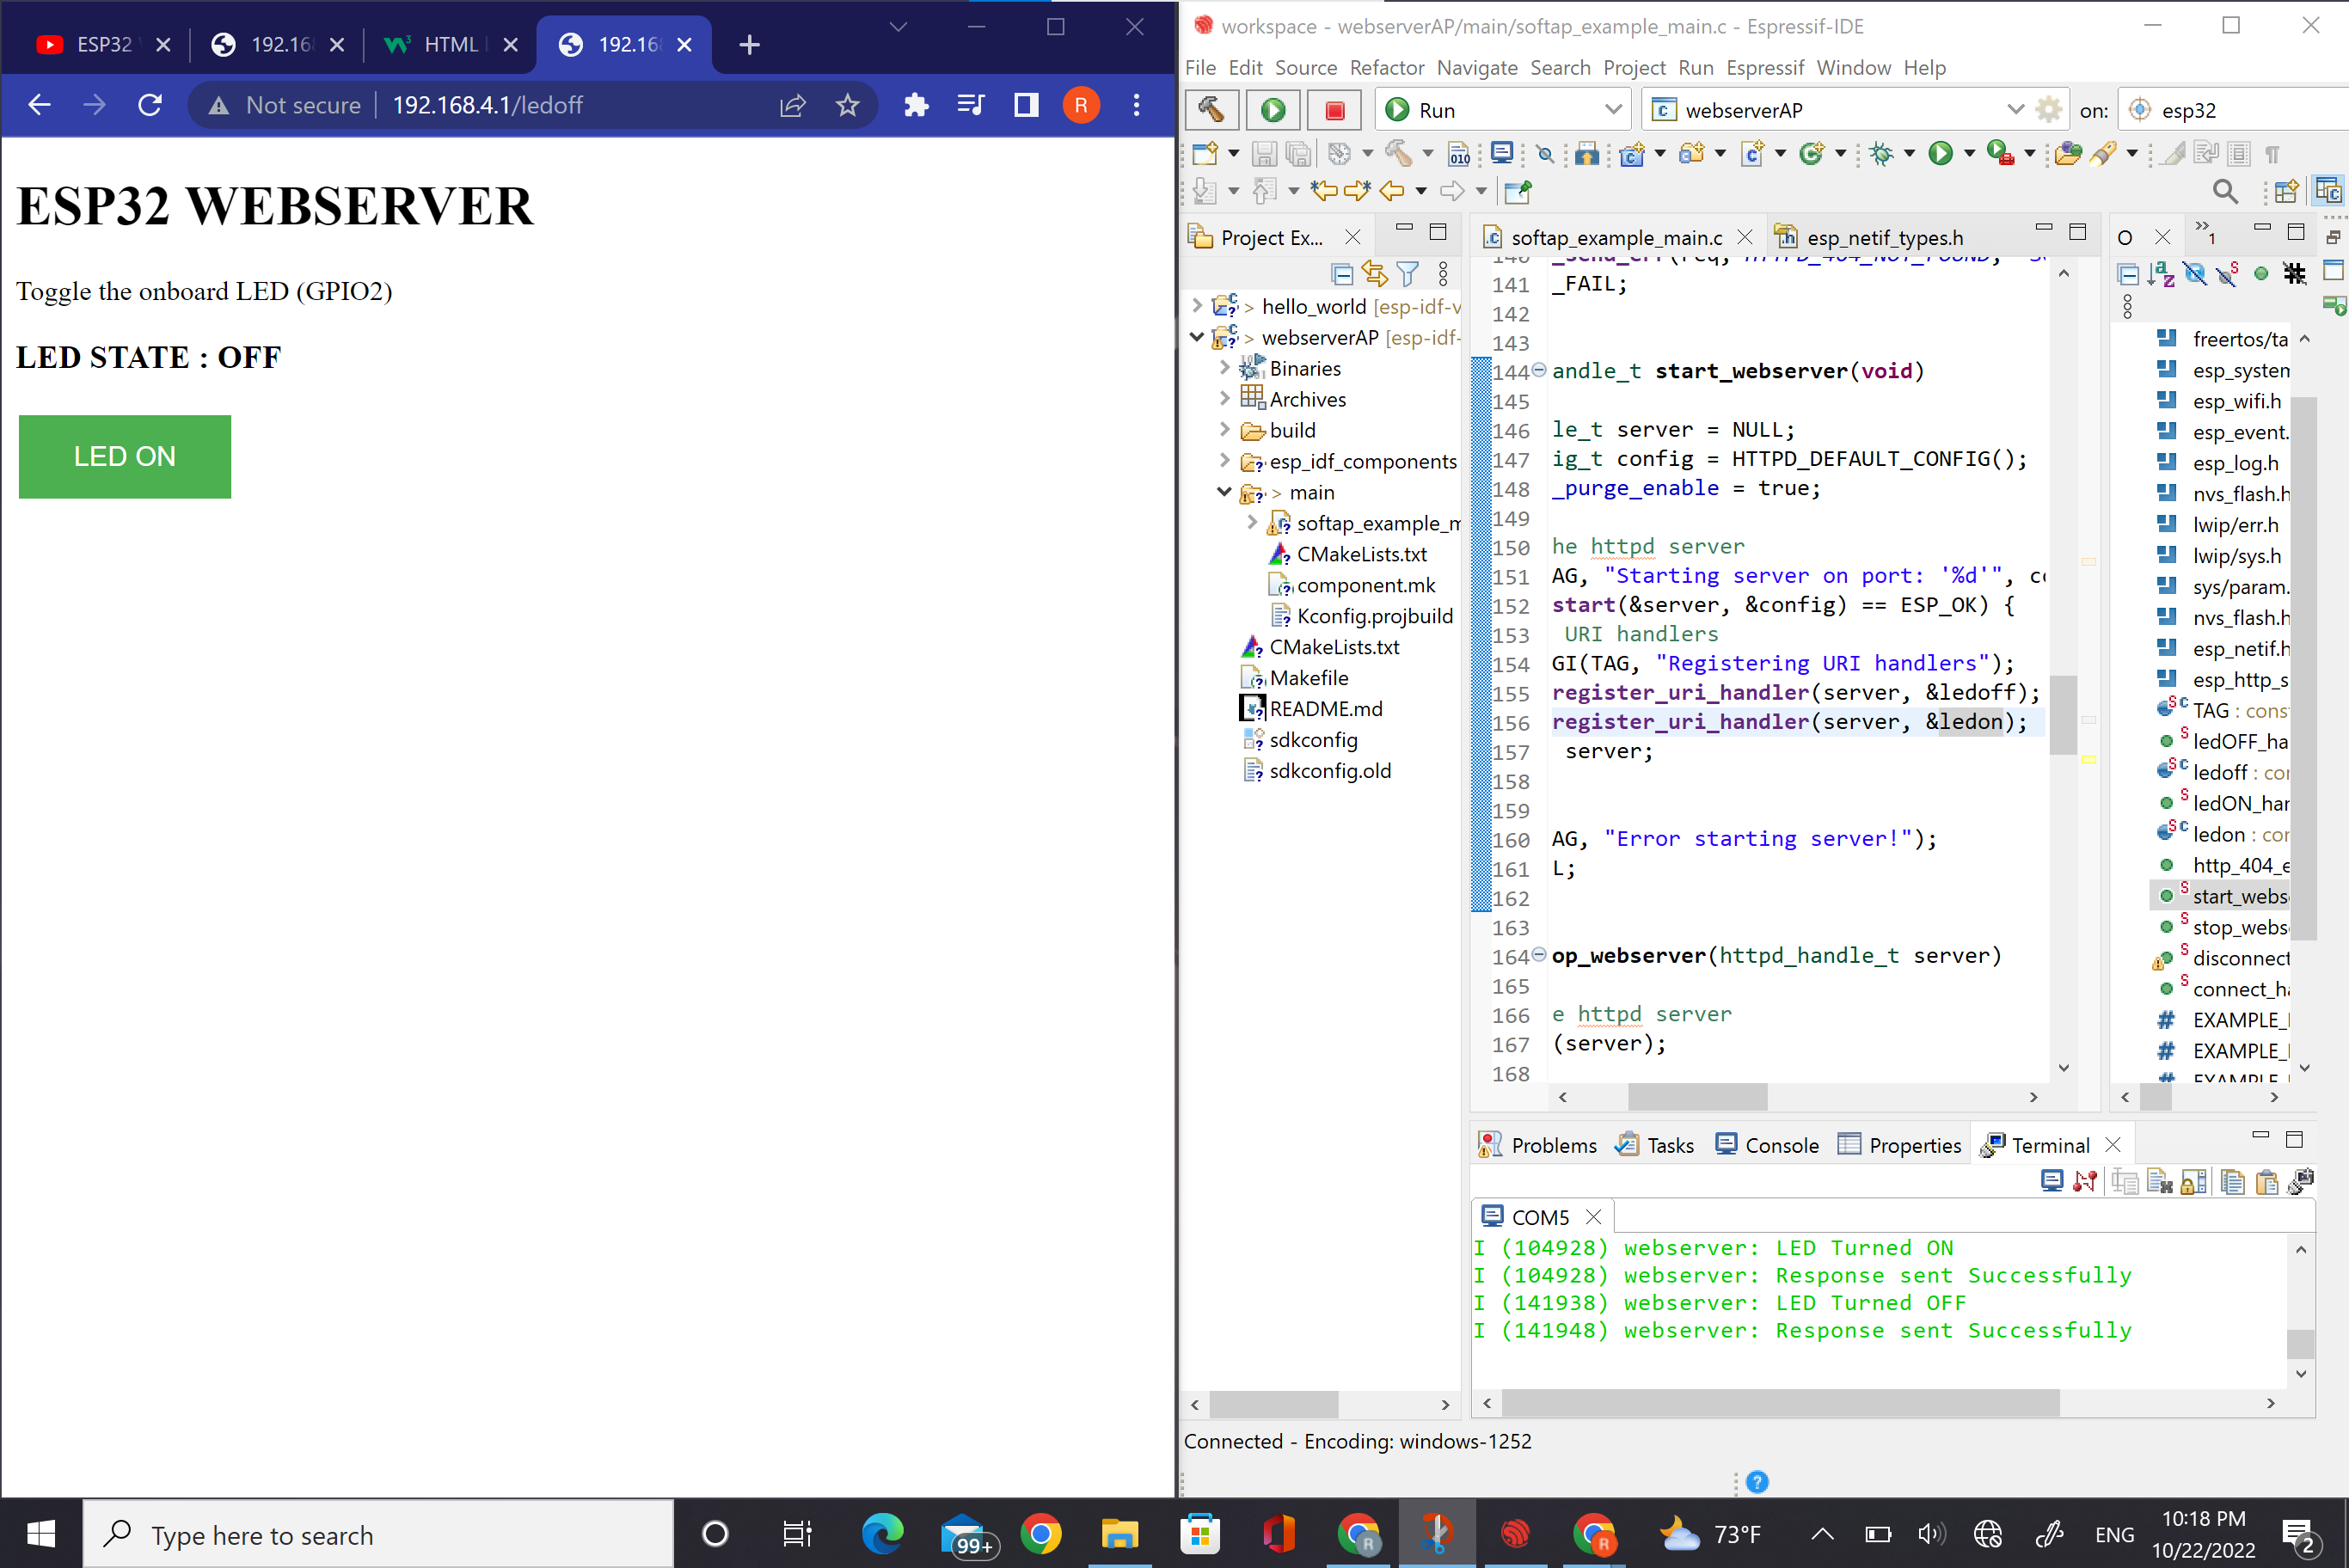 ESP32
192.16
HTML
192.16
Not secure
192.168.4.1/ledoff
R
ESP32 WEBSERVER
Toggle the onboard LED (GPIO2)
LED STATE : OFF
LED ON
workspace - webserverAP/main/softap_example_main.c - Espressif-IDE
File Edit Source Refactor Navigate Search Project Run Espressif Window Help
Run
webserverAP
on:
esp32
Project Ex...
> hello_world [esp-idf-v
> webserverAP [esp-idf-
Binaries
Archives
build
esp_idf_components
> main
softap_example_m
CMakeLists.txt
component.mk
Kconfig.projbuild
CMakeLists.txt
Makefile
README.md
sdkconfig
sdkconfig.old
softap_example_main.c
esp_netif_types.h
141 _FAIL;
142
143
144 andle_t start_webserver(void)
145
146 le_t server = NULL;
147 ig_t config = HTTPD_DEFAULT_CONFIG();
148 _purge_enable = true;
149
150 he httpd server
151 AG, "Starting server on port: '%d'", co
152 start(&server, &config) == ESP_OK) {
153 URI handlers
154 GI(TAG, "Registering URI handlers");
155 register_uri_handler(server, &ledoff);
156 register_uri_handler(server, &ledon);
157 server;
158
159
160 AG, "Error starting server!");
161 L;
162
163
164 op_webserver(httpd_handle_t server)
165
166 e httpd server
167 (server);
168
O
1
freertos/ta
esp_system
esp_wifi.h
esp_event.
esp_log.h
nvs_flash.h
lwip/err.h
lwip/sys.h
sys/param.
nvs_flash.h
esp_netif.h
esp_http_s
TAG : cons
ledOFF_ha
ledoff : cor
ledON_har
ledon : cor
http_404_e
start_webs
stop_webs
disconnect
connect_ha
EXAMPLE_
EXAMPLE_
EXAMPLE_
Problems
Tasks
Console
Properties
Terminal
COM5
I (104928) webserver: LED Turned ON
I (104928) webserver: Response sent Successfully
I (141938) webserver: LED Turned OFF
I (141948) webserver: Response sent Successfully
Connected - Encoding: windows-1252
Type here to search
99+
73°F
ENG
10:18 PM
10/22/2022
2